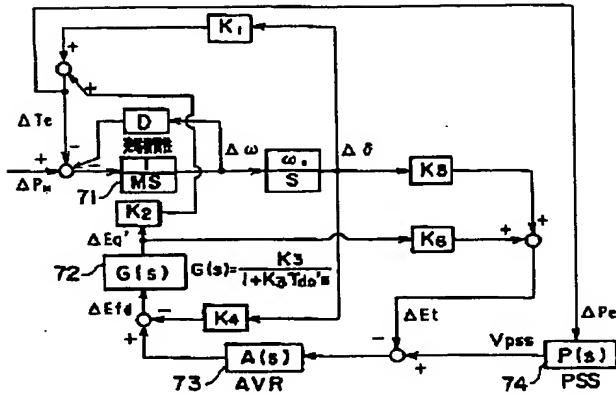 K1
+
+
ΔTe
D
-
-
Δω
ω₀
Δδ
+
-
1
S
K5
ΔPM
71
MS
K2
+
+
ΔEq'
K6
72
G(s)
G(s)=K3/1+K3Tdo's
ΔEfd
-
K4
-
ΔEt
ΔPe
+
Vpss
A(s)
+
P(s)
73
AVR
74
PSS